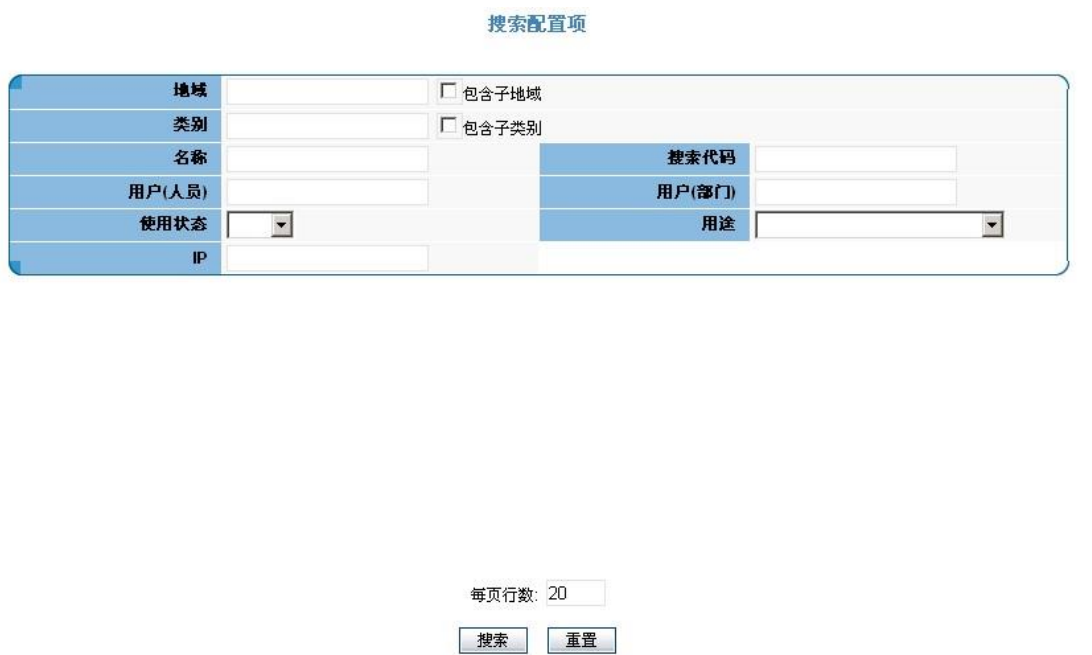 搜索配置项
地域 包含子地域
类别 包含子类别
名称 搜索代码
用户(人员) 用户(部门)
使用状态 用途
IP
每页行数: 20
搜索 重置